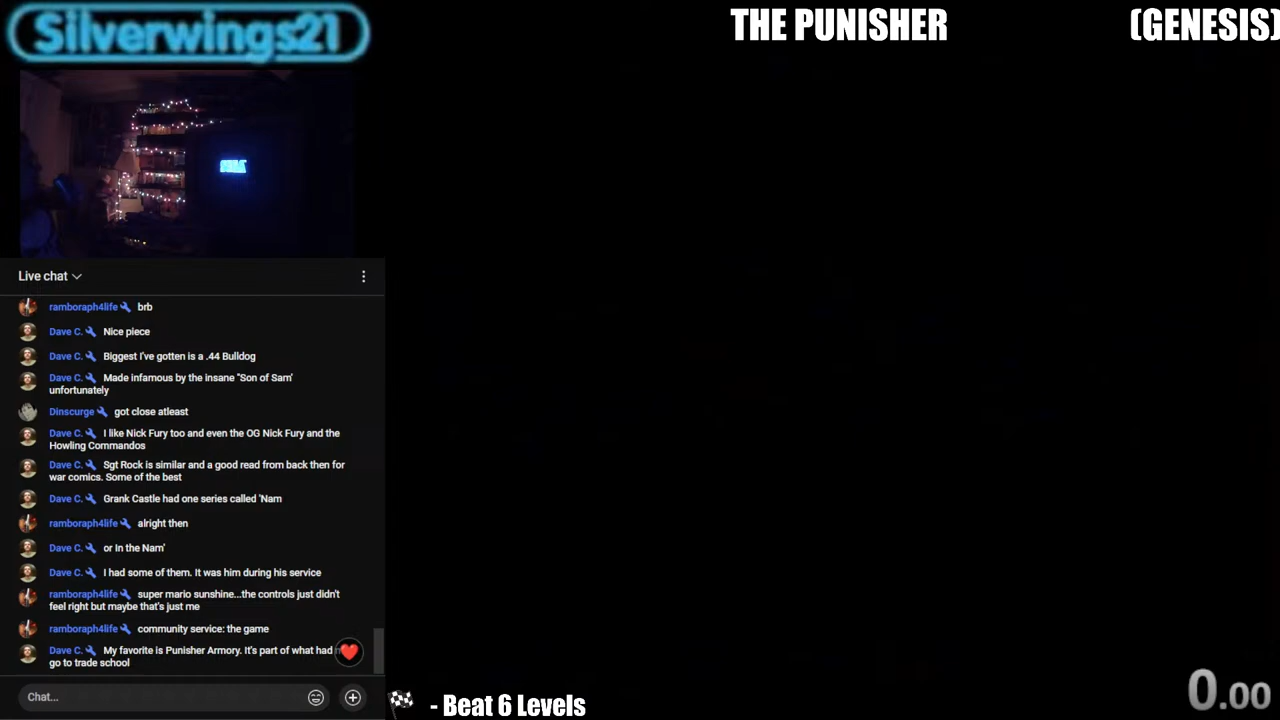 Silverwings21
THE PUNISHER (GENESIS)
SEGA
Live chat
ramboraph4life brb
Dave C. Nice piece
Dave C. Biggest I've gotten is a .44 Bulldog
Dave C. Made infamous by the insane "Son of Sam'
unfortunately
Dinscurge got close atleast
Dave C. I like Nick Fury too and even the OG Nick Fury and the
Howling Commandos
Dave C. Sgt Rock is similar and a good read from back then for
war comics. Some of the best
Dave C. Grank Castle had one series called 'Nam
ramboraph4life alright then
Dave C. or In the Nam'
Dave C. I had some of them. It was him during his service
ramboraph4life super mario sunshine...the controls just didn't
feel right but maybe that's just me
ramboraph4life community service: the game
Dave C. My favorite is Punisher Armory. It's part of what had
go to trade school
Chat...
- Beat 6 Levels
0.00